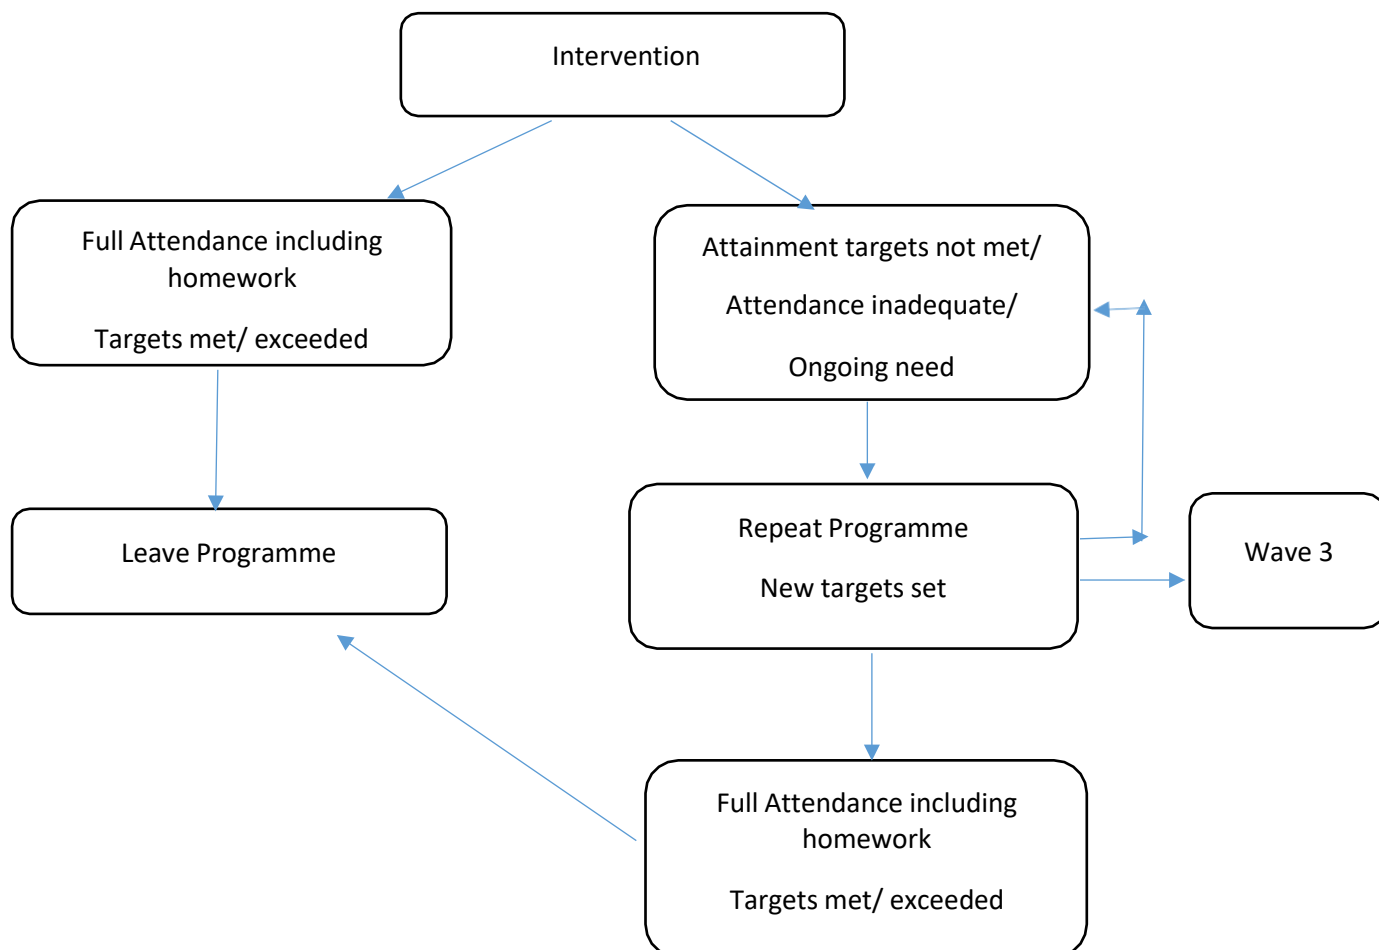 Intervention
Full Attendance including
homework
Targets met/ exceeded
Attainment targets not met/
Attendance inadequate/
Ongoing need
Leave Programme
Repeat Programme
New targets set
Wave 3
Full Attendance including
homework
Targets met/ exceeded